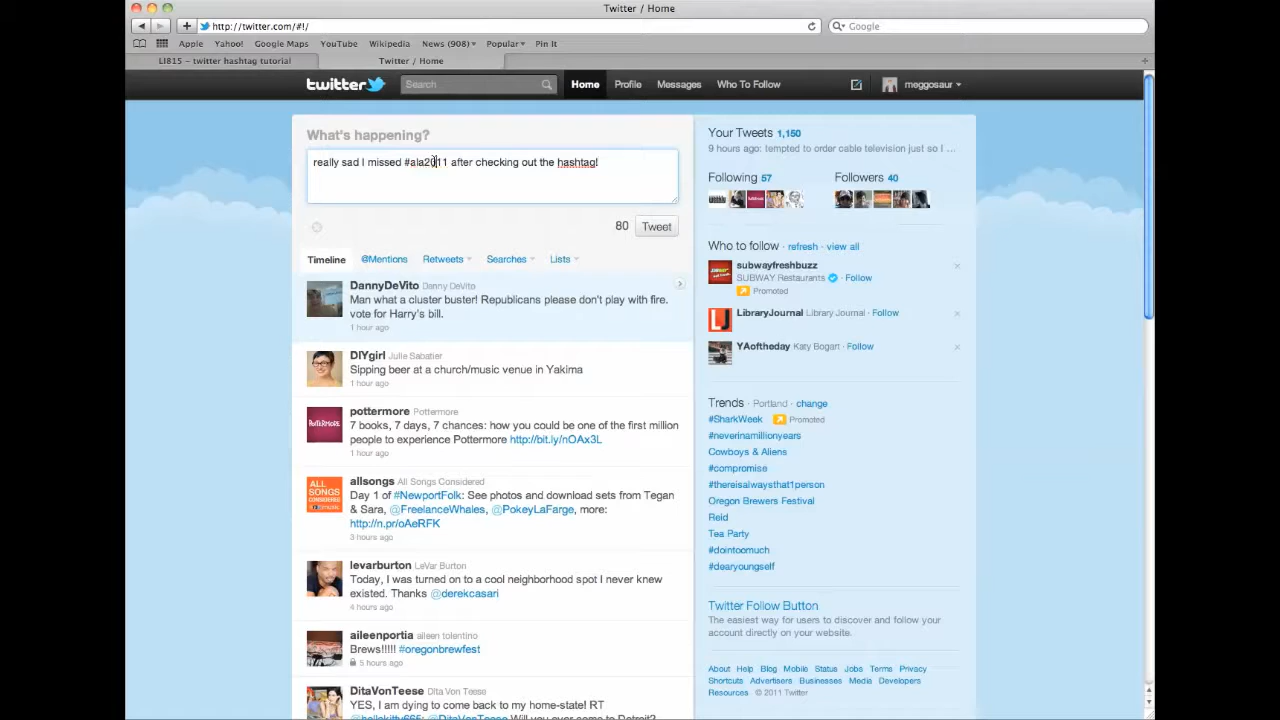 Twitter / Home
http://twitter.com/#!/
Google
Apple Yahoo! Google Maps YouTube Wikipedia News (908) Popular Pin It
LI815 – twitter hashtag tutorial
Twitter / Home
twitter
Search...
Home Profile Messages Who To Follow
meggosaur
What's happening?
really sad I missed #ala2011 after checking out the hashtag!
80 Tweet
Timeline @Mentions Retweets Searches Lists
DannyDeVito Danny DeVito
Man what a cluster buster! Republicans please don't play with fire.
vote for Harry's bill.
1 hour ago
DIYgirl Julie Sabatier
Sipping beer at a church/music venue in Yakima
1 hour ago
POTTERMORE
pottermore Pottermore
7 books, 7 days, 7 chances: how you could be one of the first million
people to experience Pottermore http://bit.ly/nOAx3L
1 hour ago
ALL
SONGS
CONSIDERED
allsongs All Songs Considered
Day 1 of #NewportFolk: See photos and download sets from Tegan
& Sara, @FreelanceWhales, @PokeyLaFarge, more:
http://n.pr/oAeRFK
3 hours ago
levarburton LeVar Burton
Today, I was turned on to a cool neighborhood spot I never knew
existed. Thanks @derekcasari
4 hours ago
aileenportia aileen tolentino
Brews!!!!! #oregonbrewfest
5 hours ago
DitaVonTeese Dita Von Teese
YES, I am dying to come back to my home-state! RT
@hellokitty665: @DitaVonTeese Will you ever come to Detroit?
Your Tweets 1,150
9 hours ago: tempted to order cable television just so I ...
Following 57
Followers 40
Who to follow · refresh · view all
subwayfreshbuzz
SUBWAY Restaurants · Follow
Promoted
LJ
LibraryJournal Library Journal · Follow
YAoftheday Katy Bogart · Follow
Trends · Portland · change
#SharkWeek Promoted
#neverinamillionyears
Cowboys & Aliens
#compromise
#thereisalwaysthat1person
Oregon Brewers Festival
Reid
Tea Party
#dointoomuch
#dearyoungself
Twitter Follow Button
The easiest way for users to discover and follow your
account directly on your website.
About Help Blog Mobile Status Jobs Terms Privacy
Shortcuts Advertisers Businesses Media Developers
Resources © 2011 Twitter